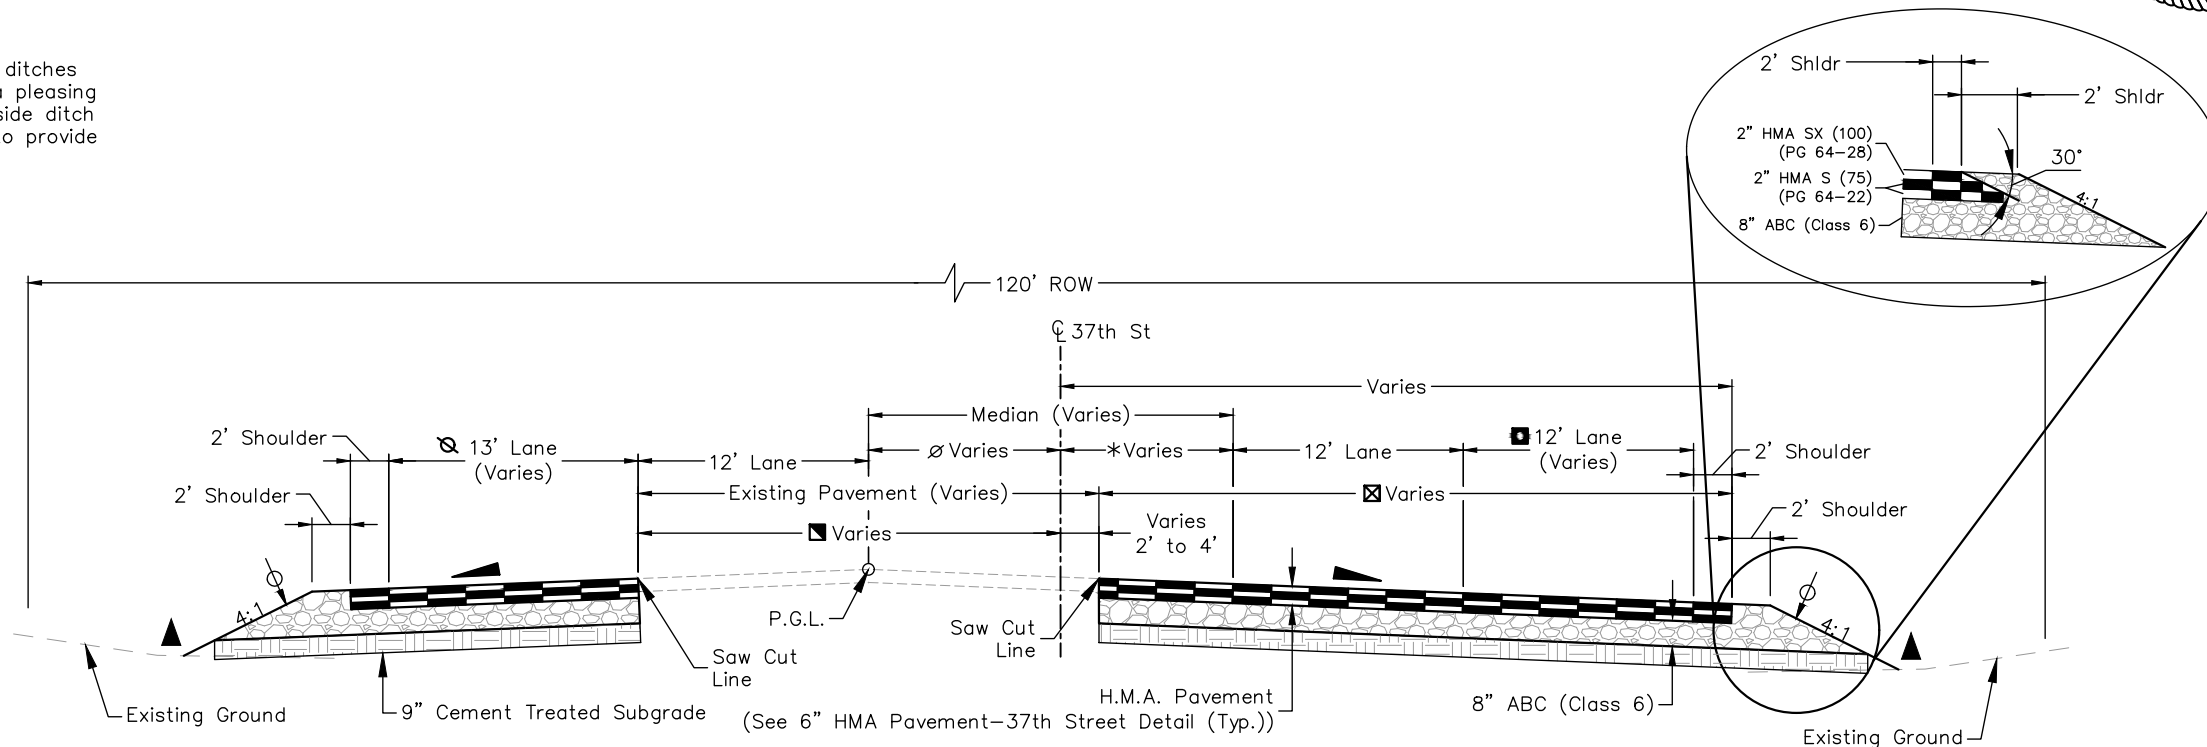 ditches
pleasing
side ditch
to provide
2' Shldr
2' Shldr
2" HMA SX (100)
(PG 64-28)
30°
2" HMA S (75)
(PG 64-22)
4:1
8" ABC (Class 6)
120' ROW
℄ 37th St
Varies
Median (Varies)
2' Shoulder
13' Lane
(Varies)
12' Lane
⌀ Varies
*Varies
12' Lane
12' Lane
(Varies)
2' Shoulder
2' Shoulder
Existing Pavement (Varies)
Varies
Varies
Varies
2' to 4'
2' Shoulder
4:1
P.G.L.
Saw Cut
Line
4:1
Saw Cut
Line
Existing Ground
9" Cement Treated Subgrade
H.M.A. Pavement
(See 6" HMA Pavement-37th Street Detail (Typ.))
8" ABC (Class 6)
Existing Ground